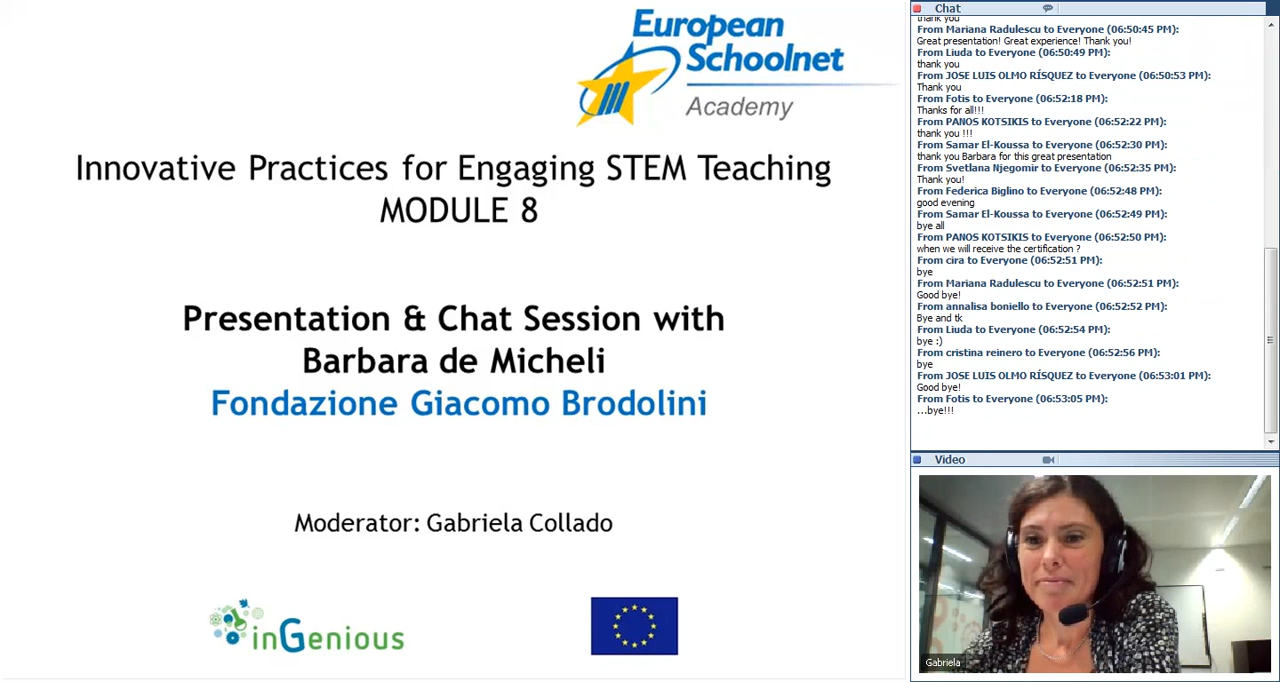 European
Schoolnet
Academy
Innovative Practices for Engaging STEM Teaching
MODULE 8
Presentation & Chat Session with
Barbara de Micheli
Fondazione Giacomo Brodolini
Moderator: Gabriela Collado
inGenious
Chat
thank you
From Mariana Radulescu to Everyone (06:50:45 PM):
Great presentation! Great experience! Thank you!
From Liuda to Everyone (06:50:49 PM):
thank you
From JOSE LUIS OLMO RÍSQUEZ to Everyone (06:50:53 PM):
Thank you
From Fotis to Everyone (06:52:18 PM):
Thanks for all!!!
From PANOS KOTSIKIS to Everyone (06:52:22 PM):
thank you !!!
From Samar El-Koussa to Everyone (06:52:30 PM):
thank you Barbara for this great presentation
From Svetlana Njegomir to Everyone (06:52:35 PM):
Thank you!
From Federica Biglino to Everyone (06:52:48 PM):
good evening
From Samar El-Koussa to Everyone (06:52:49 PM):
bye all
From PANOS KOTSIKIS to Everyone (06:52:50 PM):
when we will receive the certification ?
From cira to Everyone (06:52:51 PM):
bye
From Mariana Radulescu to Everyone (06:52:51 PM):
Good bye!
From annalisa boniello to Everyone (06:52:52 PM):
Bye and tk
From Liuda to Everyone (06:52:54 PM):
bye :)
From cristina reinero to Everyone (06:52:56 PM):
bye
From JOSE LUIS OLMO RÍSQUEZ to Everyone (06:53:01 PM):
Good bye!
From Fotis to Everyone (06:53:05 PM):
...bye!!!
Video
Gabriela